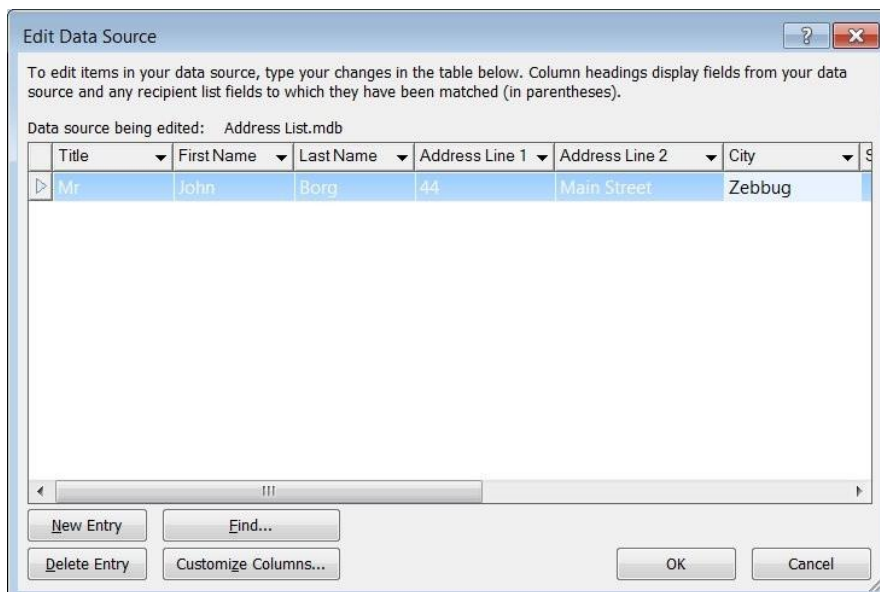 Edit Data Source
To edit items in your data source, type your changes in the table below. Column headings display fields from your data
source and any recipient list fields to which they have been matched (in parentheses).
Data source being edited: Address List.mdb
Title First Name Last Name Address Line 1 Address Line 2 City S
Mr John Borg 44 Main Street Zebbug
New Entry Find...
Delete Entry Customize Columns... OK Cancel